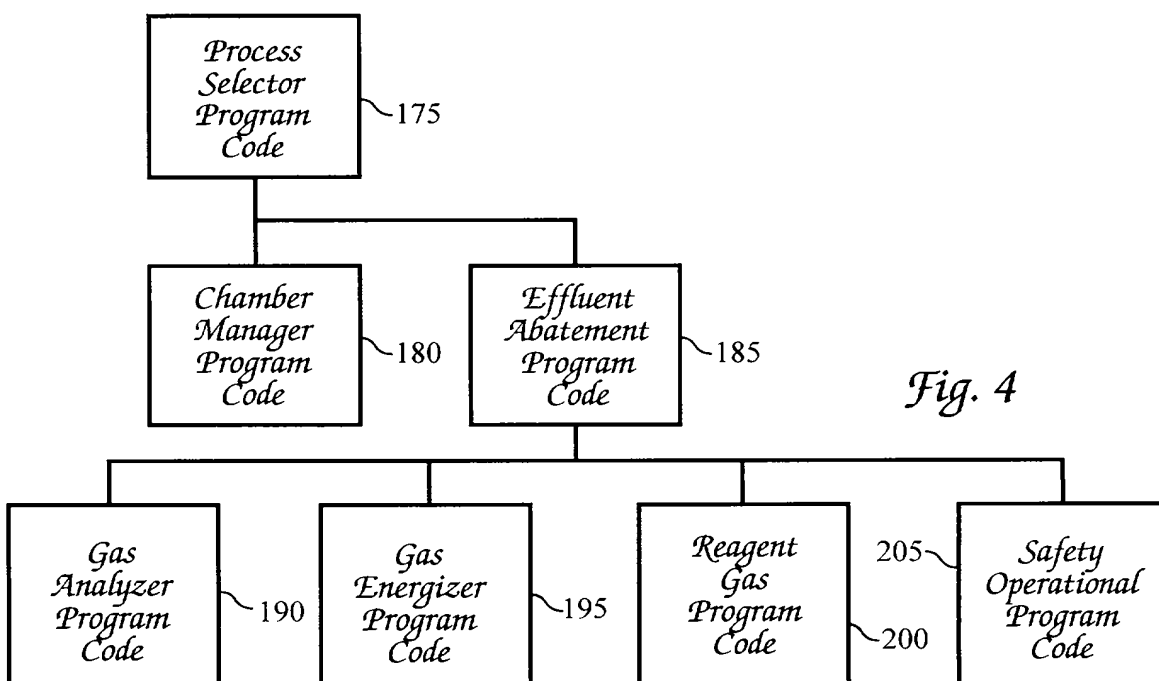 Process
Selector
Program
Code
175
Chamber
Manager
Program
Code
180
Effluent
Abatement
Program
Code
185
Fig. 4
Gas
Analyzer
Program
Code
190
Gas
Energizer
Program
Code
195
Reagent
Gas
Program
Code
200
205
Safety
Operational
Program
Code